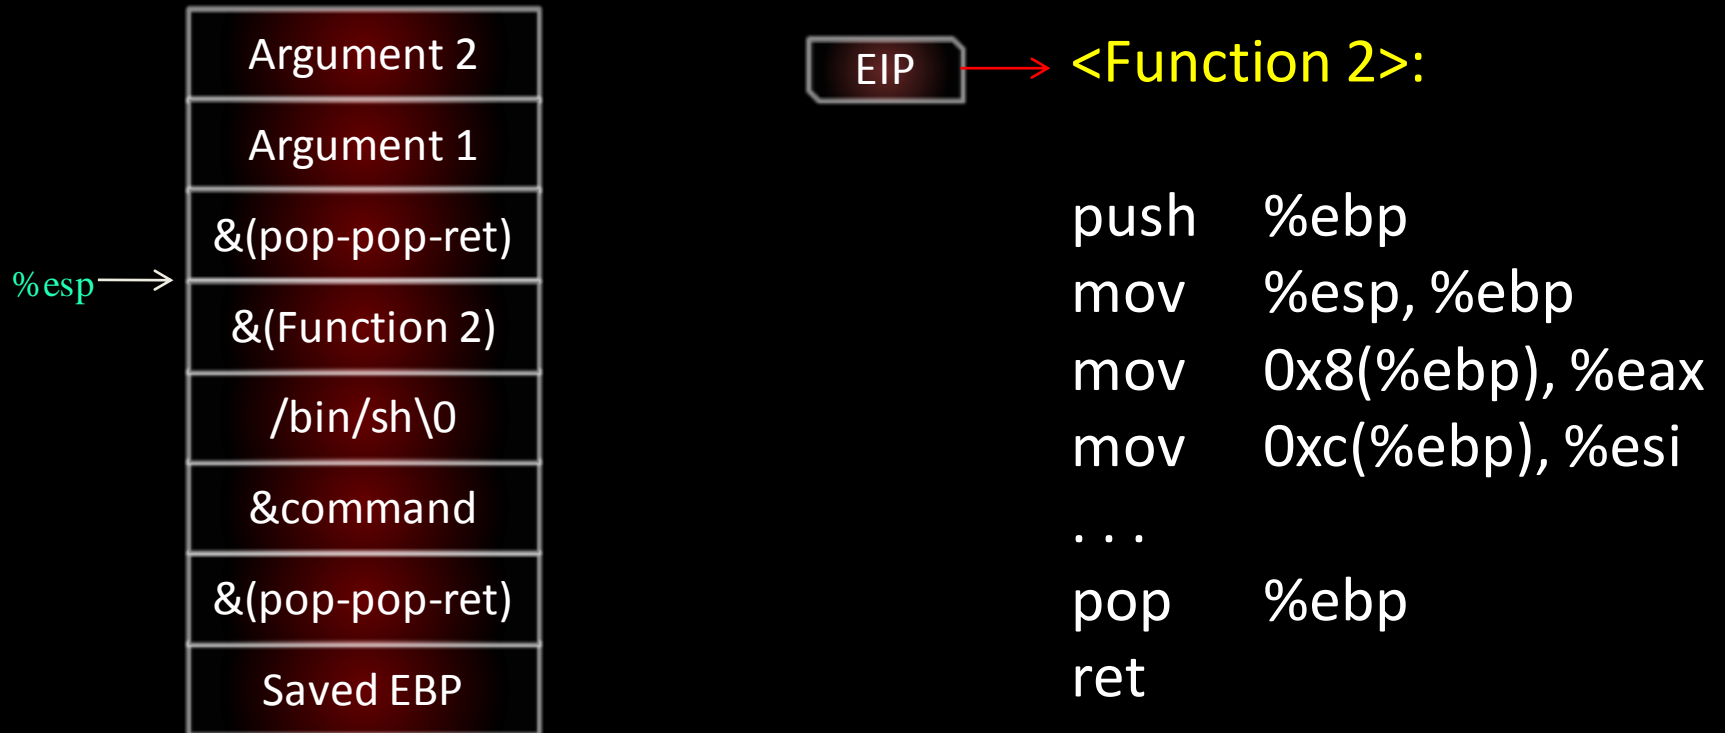 Argument 2
Argument 1
&(pop-pop-ret)
%esp
&(Function 2)
/bin/sh\0
&command
&(pop-pop-ret)
Saved EBP
EIP
<Function 2>:
push %ebp
mov %esp, %ebp
mov 0x8(%ebp), %eax
mov 0xc(%ebp), %esi
. . .
pop %ebp
ret